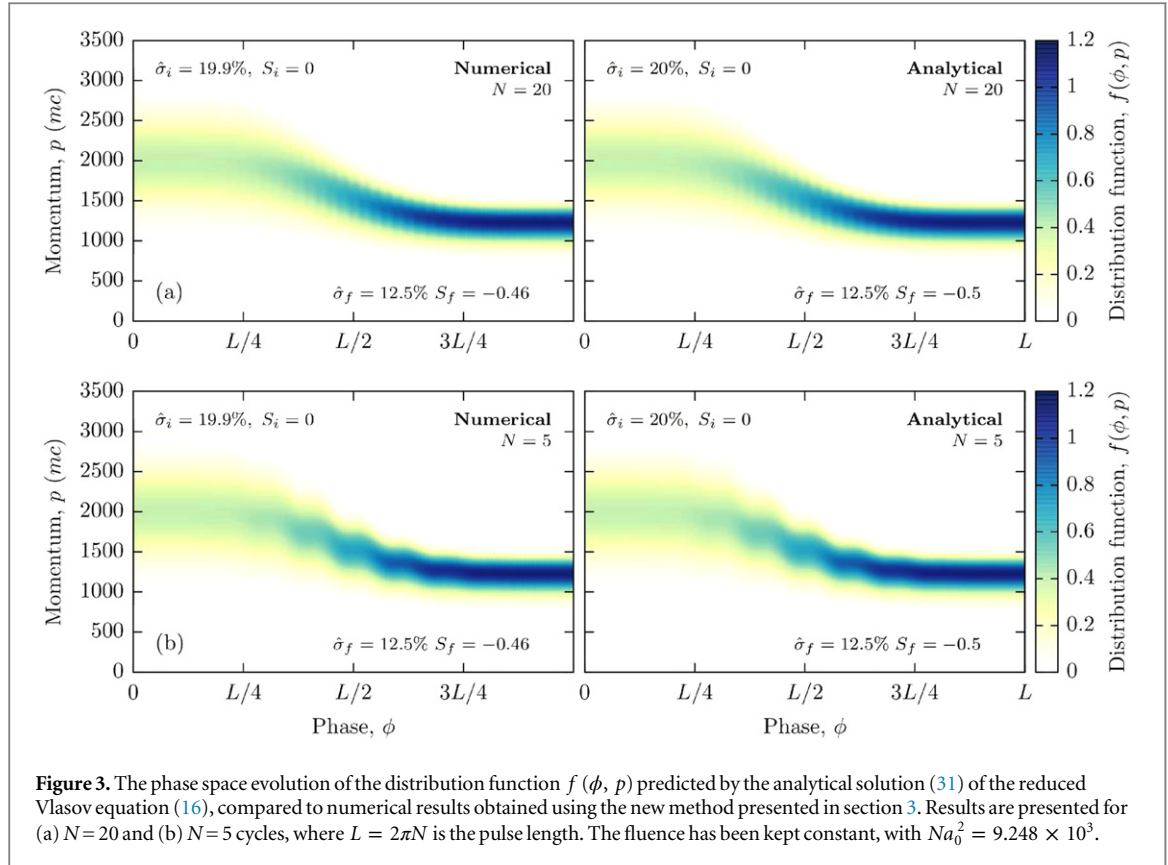 3500
3000
2500
2000
1500
1000
500
0
Momentum, p (mc)
σ̂ᵢ = 19.9%, Sᵢ = 0
Numerical
N = 20
(a)
σ̂_f = 12.5% S_f = −0.46
0 L/4 L/2 3L/4
σ̂ᵢ = 20%, Sᵢ = 0
Analytical
N = 20
σ̂_f = 12.5% S_f = −0.5
0 L/4 L/2 3L/4 L
1.2
1
0.8
0.6
0.4
0.2
0
Distribution function, f(ϕ, p)
3500
3000
2500
2000
1500
1000
500
0
Momentum, p (mc)
σ̂ᵢ = 19.9%, Sᵢ = 0
Numerical
N = 5
(b)
σ̂_f = 12.5% S_f = −0.46
0 L/4 L/2 3L/4
Phase, ϕ
σ̂ᵢ = 20%, Sᵢ = 0
Analytical
N = 5
σ̂_f = 12.5% S_f = −0.5
0 L/4 L/2 3L/4 L
Phase, ϕ
1.2
1
0.8
0.6
0.4
0.2
0
Distribution function, f(ϕ, p)
Figure 3. The phase space evolution of the distribution function f (ϕ, p) predicted by the analytical solution (31) of the reduced
Vlasov equation (16), compared to numerical results obtained using the new method presented in section 3. Results are presented for
(a) N = 20 and (b) N = 5 cycles, where L = 2πN is the pulse length. The fluence has been kept constant, with Na₀² = 9.248 × 10³.